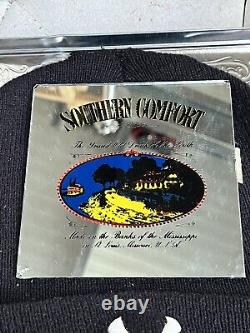 SOUTHERN COMFORT
The Grand Old Drink of the South
Made on the Banks of the Mississippi
in St. Louis, Missouri, U.S.A.